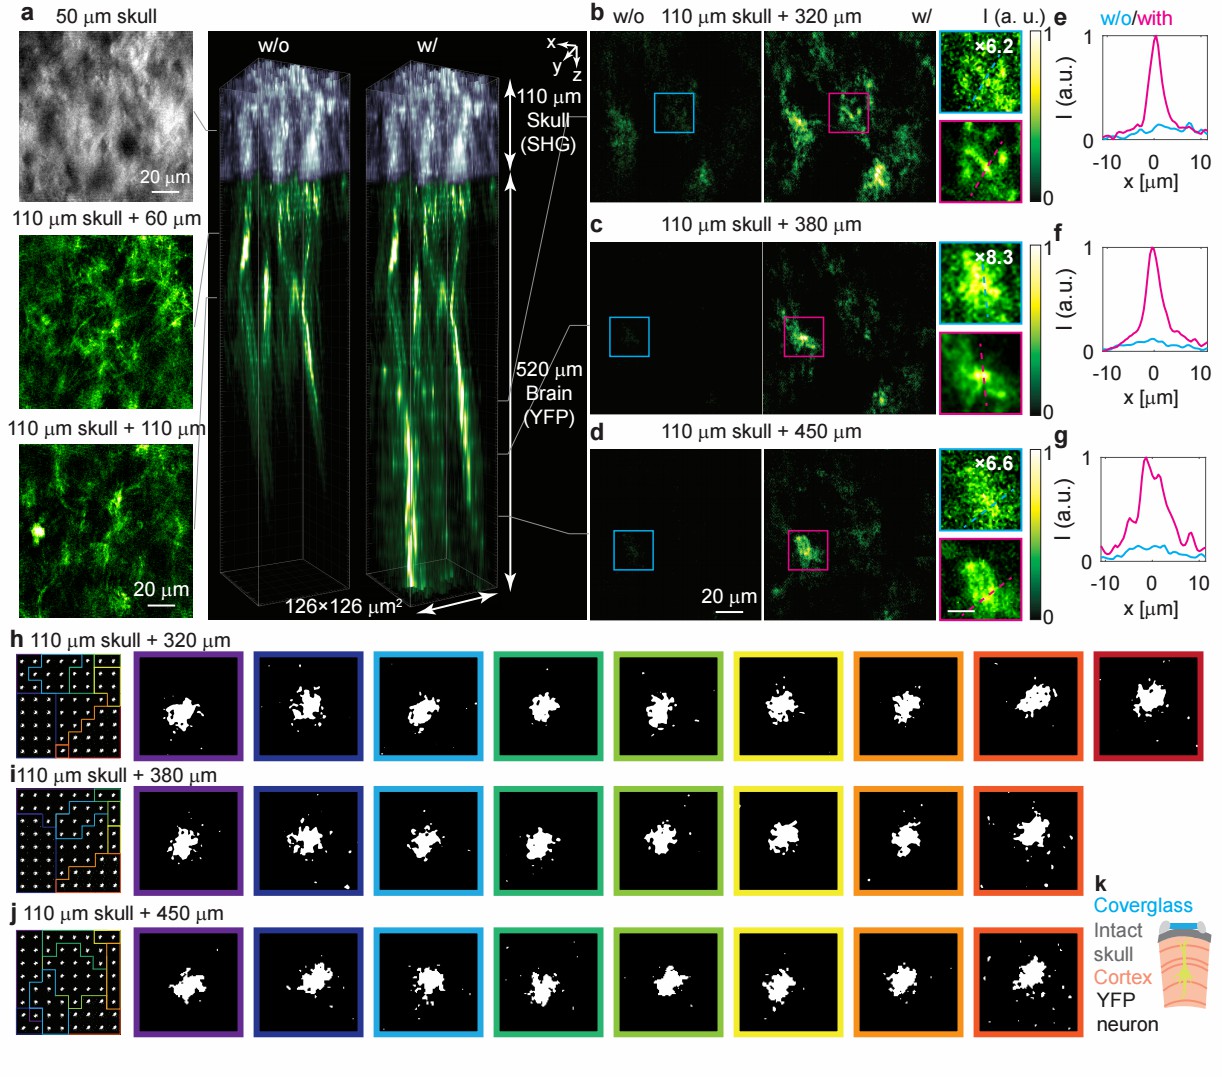 a 50 μm skull
20 μm
110 μm skull + 60 μm
110 μm skull + 110 μm
20 μm
w/o w/
x
y
z
110 μm
Skull
(SHG)
520 μm
Brain
(YFP)
126×126 μm²
b w/o 110 μm skull + 320 μm w/ I (a. u.)
×6.2
1
0
c 110 μm skull + 380 μm
×8.3
1
0
I (a.u.)
d 110 μm skull + 450 μm
×6.6
20 μm
1
0
I (a.u.)
e w/o/with
1
I (a.u.)
0
-10 0 10
x [μm]
f
1
I (a.u.)
0
-10 0 10
x [μm]
g
1
I (a.u.)
0
-10 0 10
x [μm]
h 110 μm skull + 320 μm
i 110 μm skull + 380 μm
j 110 μm skull + 450 μm
k
Coverglass
Intact
skull
Cortex
YFP
neuron